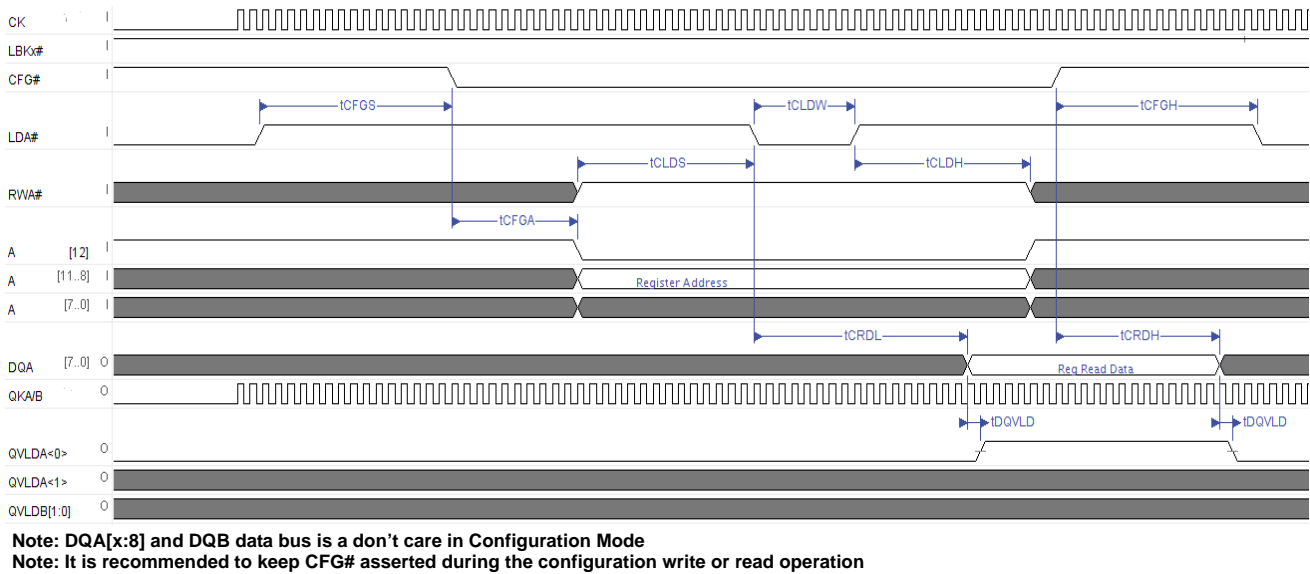 CK I
LBKx# I
CFG# I
tCFGS tCLDW tCFGH
LDA# I
tCLDS tCLDH
RWA# I
tCFGA
A [12] I
A [11..8] I Register Address
A [7..0] I
tCRDL tCRDH
DQA [7..0] O Reg Read Data
QKA/B O
tDQVLD tDQVLD
QVLDA<0> O
QVLDA<1> O
QVLDB[1:0] O
Note: DQA[x:8] and DQB data bus is a don't care in Configuration Mode
Note: It is recommended to keep CFG# asserted during the configuration write or read operation